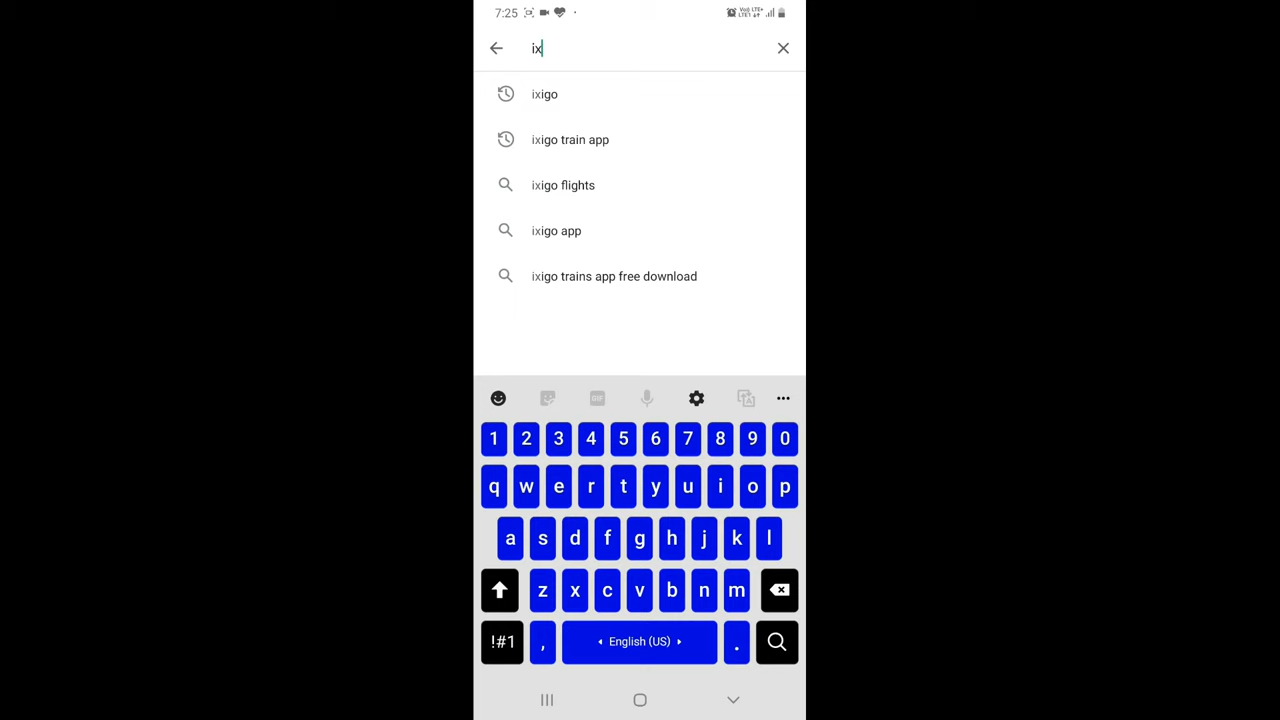 7:25
ix
ixigo
ixigo train app
ixigo flights
ixigo app
ixigo trains app free download
GIF
1 2 3 4 5 6 7 8 9 0
q w e r t y u i o p
a s d f g h j k l
z x c v b n m
!#1 , English (US) .